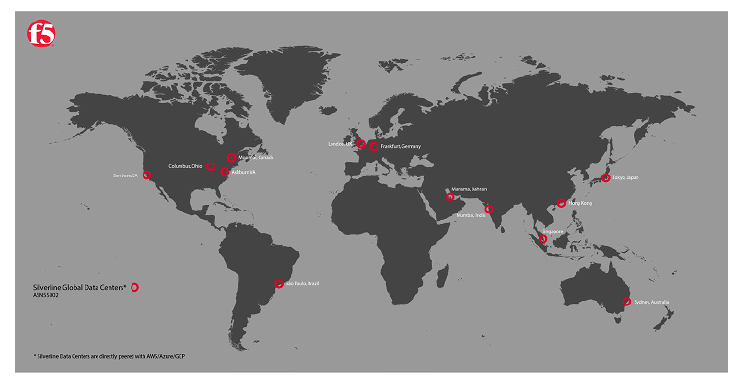 f5
London, UK
Frankfurt, Germany
Montreal, Canada
Columbus, Ohio
Ashburn VA
San Jose, CA
Tokyo, Japan
Manama, Bahrain
Hong Kong
Mumbai, India
Singapore
Sao Paulo, Brazil
Silverline Global Data Centers*
ASN55002
Sydney, Australia
* Silverline Data Centers are directly peered with AWS/Azure/GCP